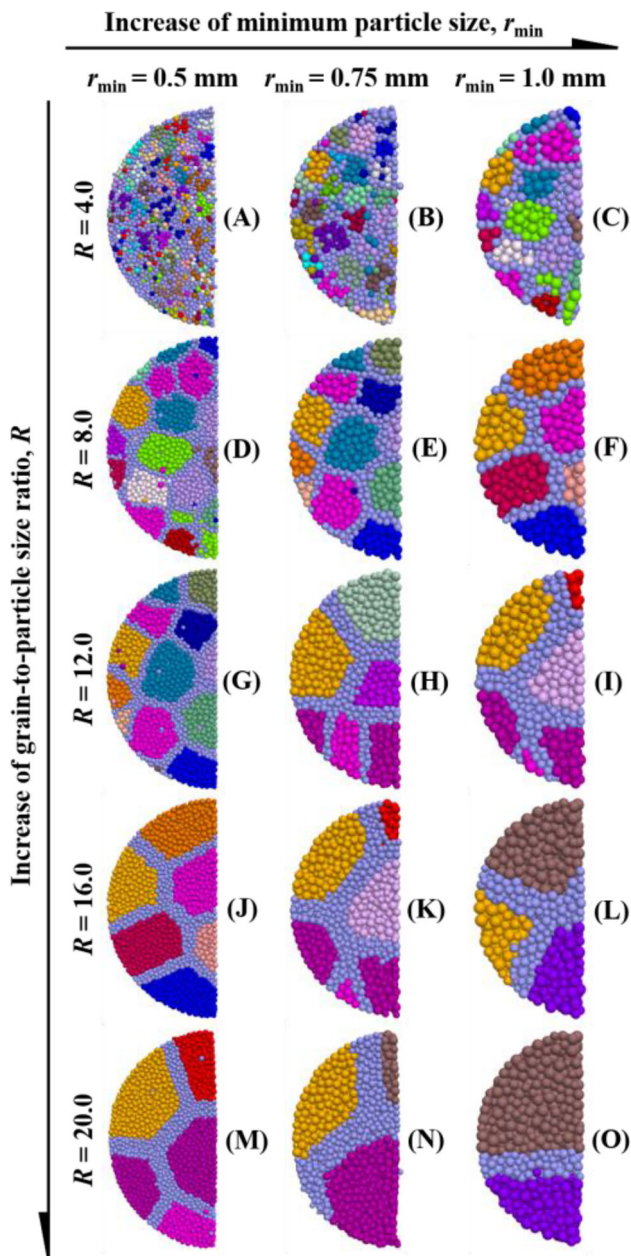 Increase of minimum particle size, rmin
rmin = 0.5 mm rmin = 0.75 mm rmin = 1.0 mm
Increase of grain-to-particle size ratio, R
R = 4.0
(A) (B) (C)
R = 8.0
(D) (E) (F)
R = 12.0
(G) (H) (I)
R = 16.0
(J) (K) (L)
R = 20.0
(M) (N) (O)